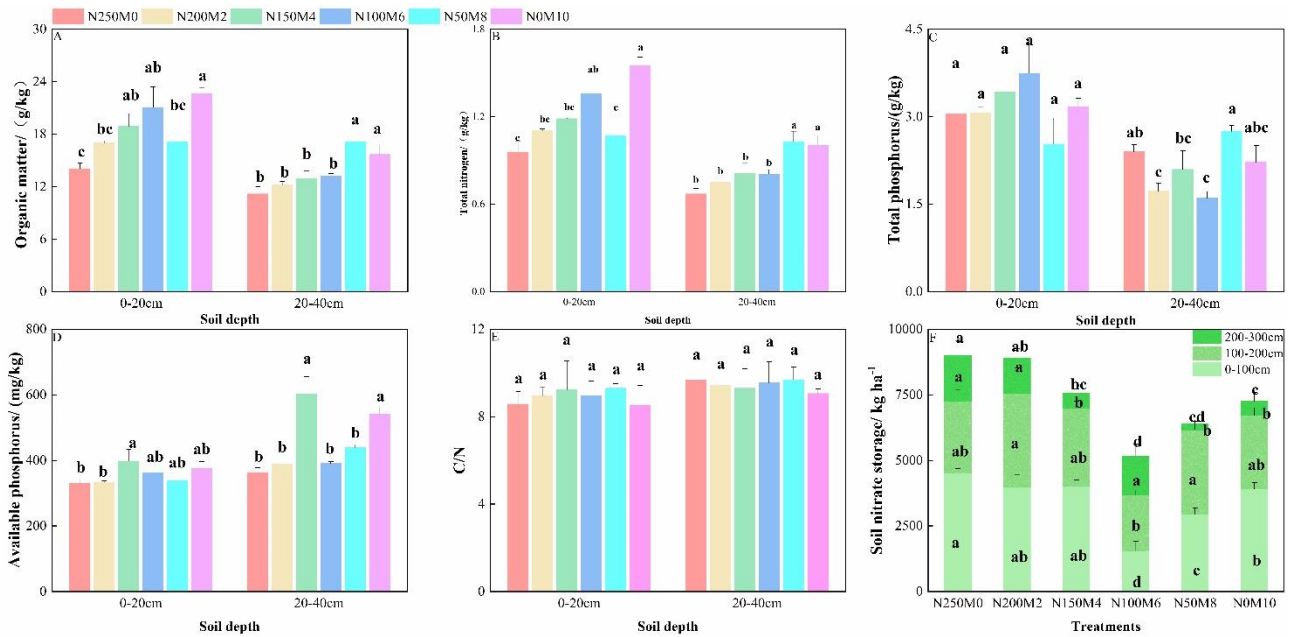 N250M0 N200M2 N150M4 N100M6 N50M8 N0M10
A
Organic matter/（g/kg）
30
24
18
12
6
0
c bc ab ab bc a
b b b b a a
0-20cm 20-40cm
Soil depth
B
Total nitrogen/（g/kg）
1.8
1.2
0.6
0.0
c bc bc ab c a
b b b b a a
0-20cm 20-40cm
Soil depth
C
Total phosphorus/(g/kg)
4.5
3.0
1.5
0.0
a a a a a a
ab c bc c a abc
0-20cm 20-40cm
Soil depth
D
Available phosphorus/ (mg/kg)
800
600
400
200
0
b b a ab ab ab
b b a b b a
0-20cm 20-40cm
Soil depth
E
C/N
12
8
4
0
a a a a a a
a a a a a a
0-20cm 20-40cm
Soil depth
F
200-300cm
100-200cm
0-100cm
Soil nitrate storage/ kg ha-1
10000
7500
5000
2500
0
a ab bc d cd c
a a b a b b
ab a ab b a ab
a ab ab d c b
N250M0 N200M2 N150M4 N100M6 N50M8 N0M10
Treatments